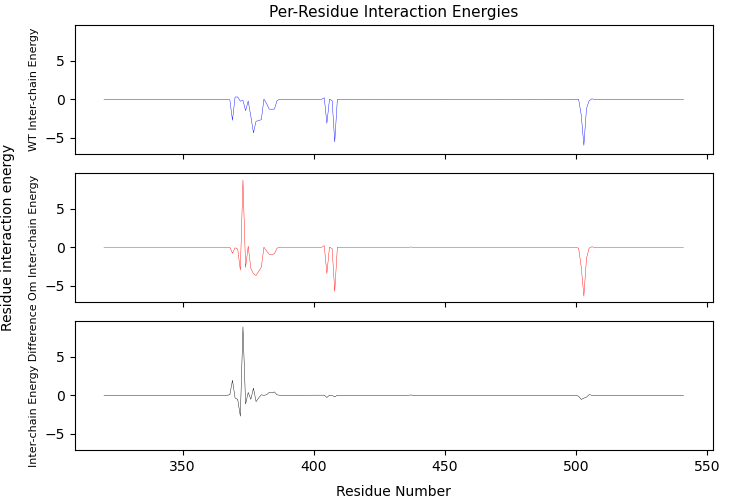 Per-Residue Interaction Energies
Residue interaction energy
WT Inter-chain Energy
5
0
−5
Om Inter-chain Energy
5
0
−5
Inter-chain Energy Difference
5
0
−5
350
400
450
500
550
Residue Number